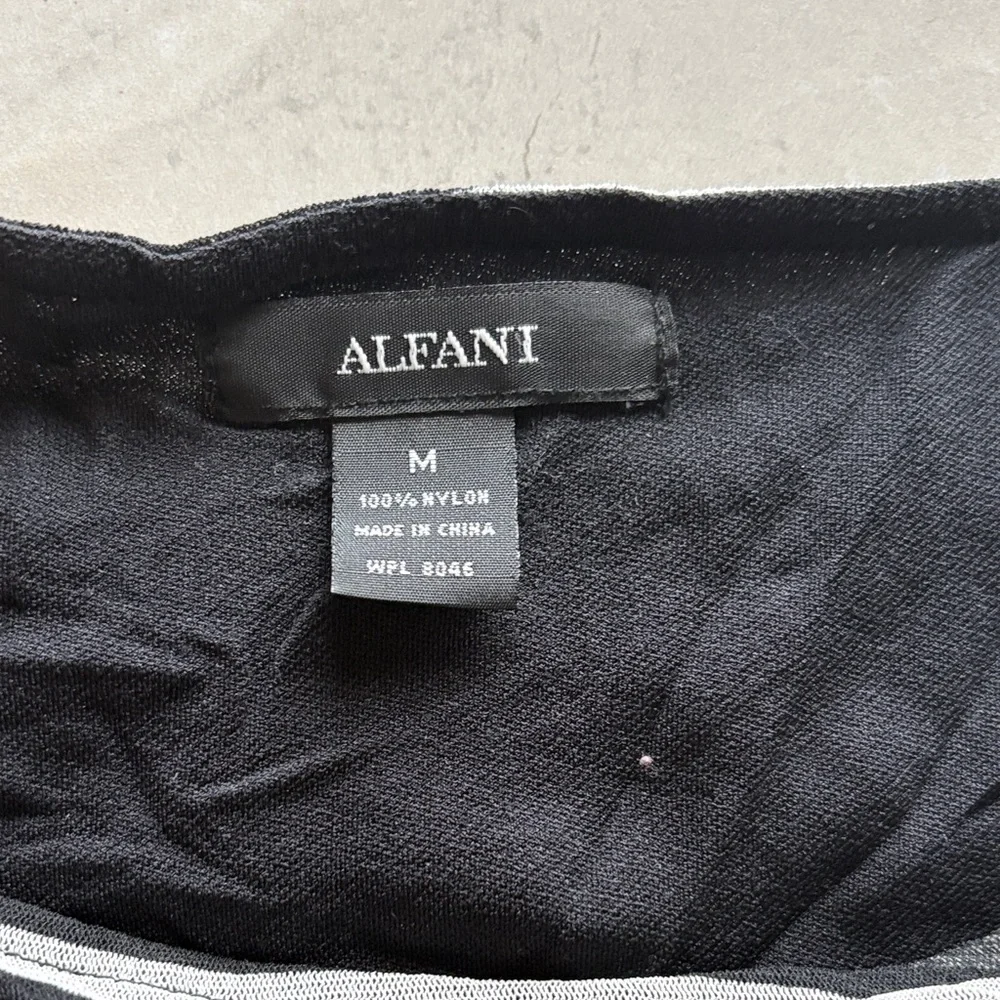 ALFANI
M
100% NYLON
MADE IN CHINA
WPL 8046